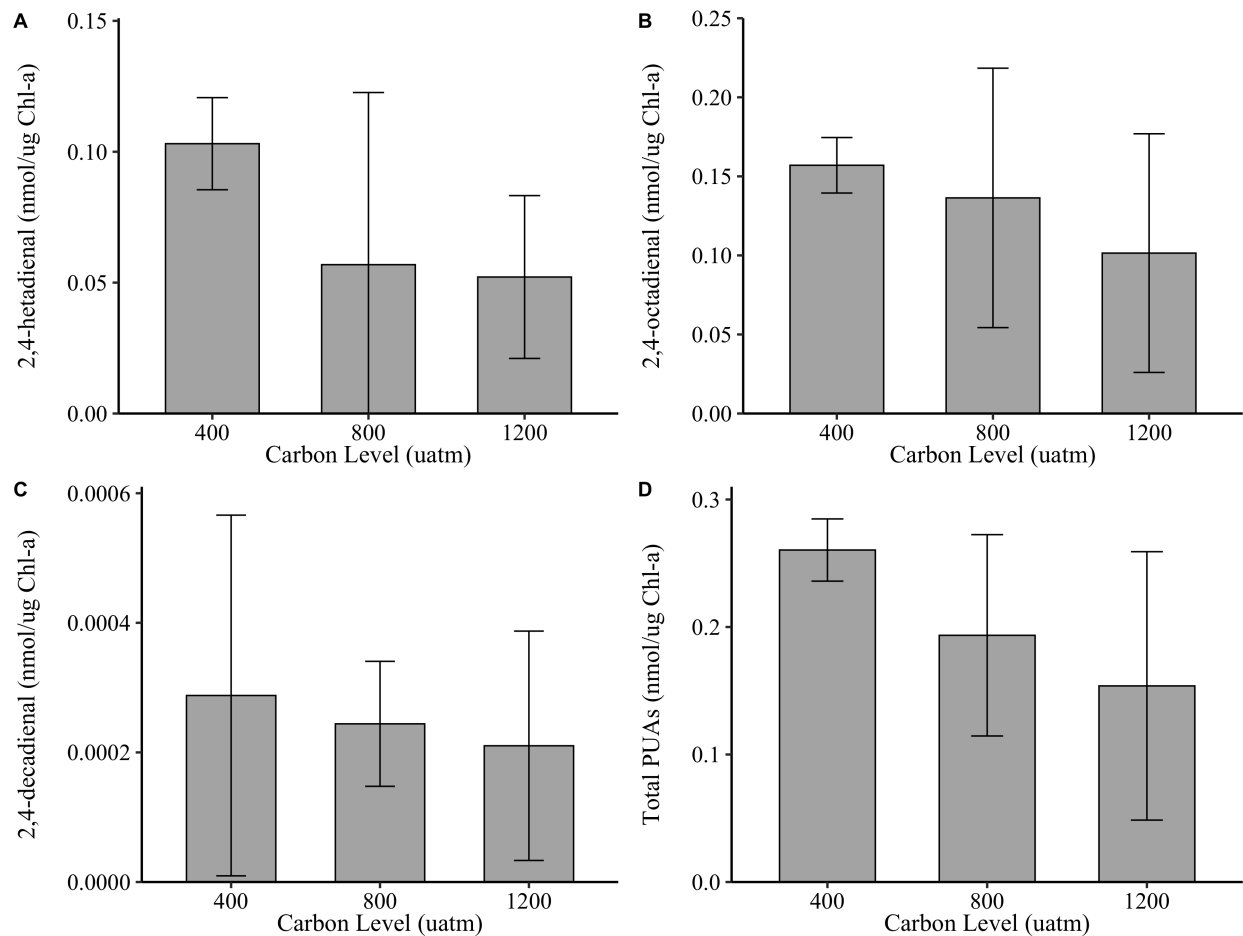 A
2,4-hetadienal (nmol/ug Chl-a)
0.15
0.10
0.05
0.00
400 800 1200
Carbon Level (uatm)
B
2,4-octadienal (nmol/ug Chl-a)
0.25
0.20
0.15
0.10
0.05
0.00
400 800 1200
Carbon Level (uatm)
C
2,4-decadienal (nmol/ug Chl-a)
0.0006
0.0004
0.0002
0.0000
400 800 1200
Carbon Level (uatm)
D
Total PUAs (nmol/ug Chl-a)
0.3
0.2
0.1
0.0
400 800 1200
Carbon Level (uatm)